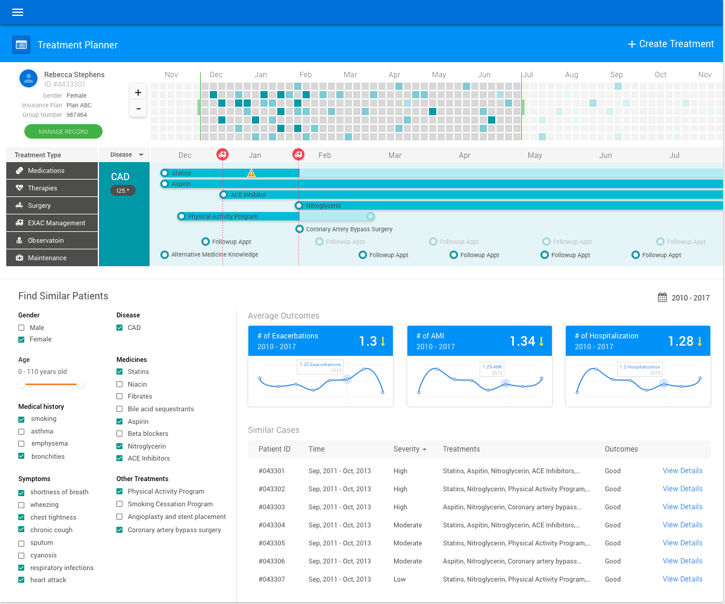 Treatment Planner
+ Create Treatment
Rebecca Stephens
ID #4433301
Gender Female
Insurance Plan Plan ABC
Group Number 987464
MANAGE RECORD
+
-
Nov Dec Jan Feb Mar Apr May Jun Jul Aug Sep Oct Nov
Treatment Type Disease
Dec Jan Feb Mar Apr May Jun Jul
Medications
Therapies
Surgery
EXAC Management
Observatoin
Maintenance
CAD
I25 *
Statins
Aspirin
ACE Inhibitor
Nitroglycerin
Physical Activity Program
Coronary Artery Bypass Surgery
Followup Appt Followup Appt Followup Appt Followup Appt Followup Appt
Alternative Medicine Knowledge Followup Appt Followup Appt Followup Appt Followup Appt
Find Similar Patients
2010 - 2017
Gender
Male
Female
Age
0 - 110 years old
Medical history
smoking
asthma
emphysema
bronchities
Symptoms
shortness of breath
wheezing
chest tightness
chronic cough
sputum
cyanosis
respiratory infections
heart attack
Disease
CAD
Medicines
Statins
Niacin
Fibrates
Bile acid sequestrants
Aspirin
Beta blockers
Nitroglycerin
ACE Inhibitors
Other Treatments
Physical Activity Program
Smoking Cessation Program
Angioplasty and stent placement
Coronary artery bypass surgery
Average Outcomes
# of Exacerbations
2010 - 2017
1.3
1.25 Exacerbations
2015
# of AMI
2010 - 2017
1.34
1.29 AMI
2015
# of Hospitalization
2010 - 2017
1.28
1.2 Hospitalization
2015
Similar Cases
Patient ID Time Severity Treatments Outcomes
#043301 Sep, 2011 - Oct, 2013 High Statins, Aspitin, Nitroglycerin, ACE Inhibitors,... Good View Details
#043302 Sep, 2011 - Oct, 2013 High Statins, Nitroglycerin, Physical Activity Program,... Good View Details
#043303 Sep, 2011 - Oct, 2013 High Aspitin, Nitroglycerin, Coronary artery bypass... Good View Details
#043304 Sep, 2011 - Oct, 2013 Moderate Statins, Aspitin, Nitroglycerin, ACE Inhibitors,... Good View Details
#043305 Sep, 2011 - Oct, 2013 Moderate Statins, Nitroglycerin, Physical Activity Program,... Good View Details
#043306 Sep, 2011 - Oct, 2013 Moderate Aspitin, Nitroglycerin, Coronary artery bypass... Good View Details
#043307 Sep, 2011 - Oct, 2013 Low Statins, Nitroglycerin, Physical Activity Program,... Good View Details